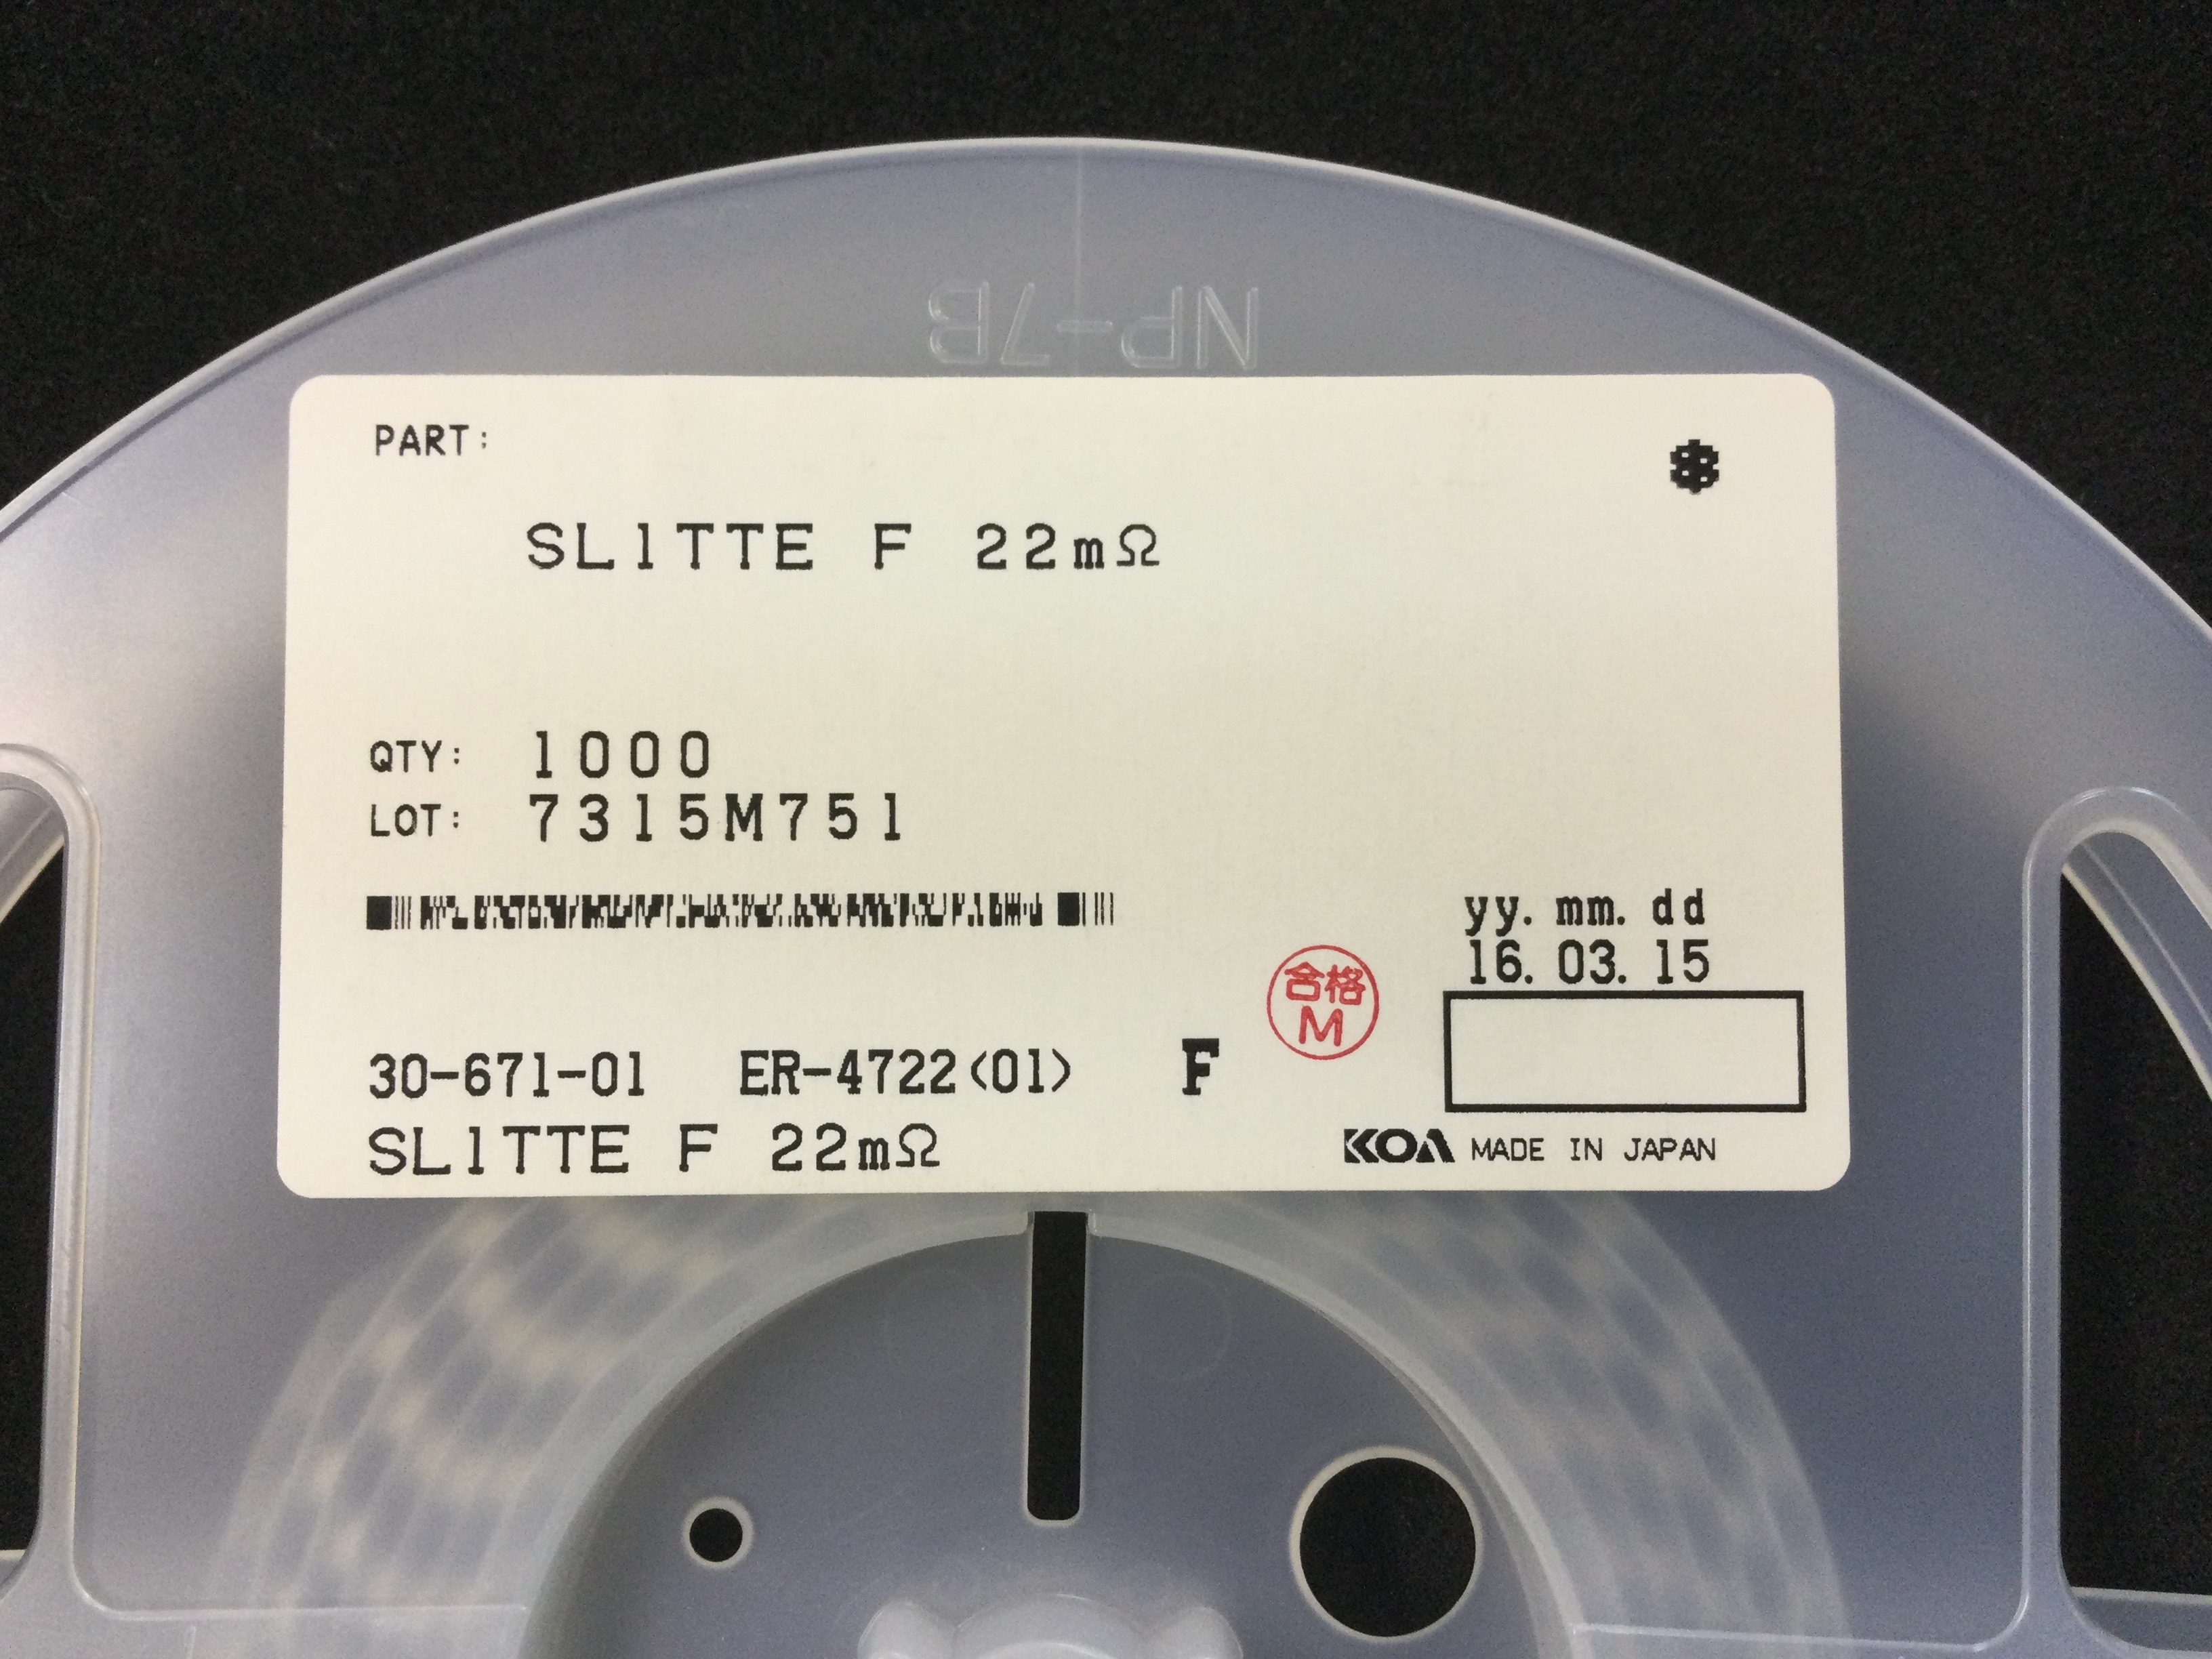 NP-7B
PART:
SL1TTE F 22mΩ
QTY: 1000
LOT: 7315M751
yy. mm. dd
16. 03. 15
合格
M
30-671-01 ER-4722<01> F
SL1TTE F 22mΩ
KOA MADE IN JAPAN